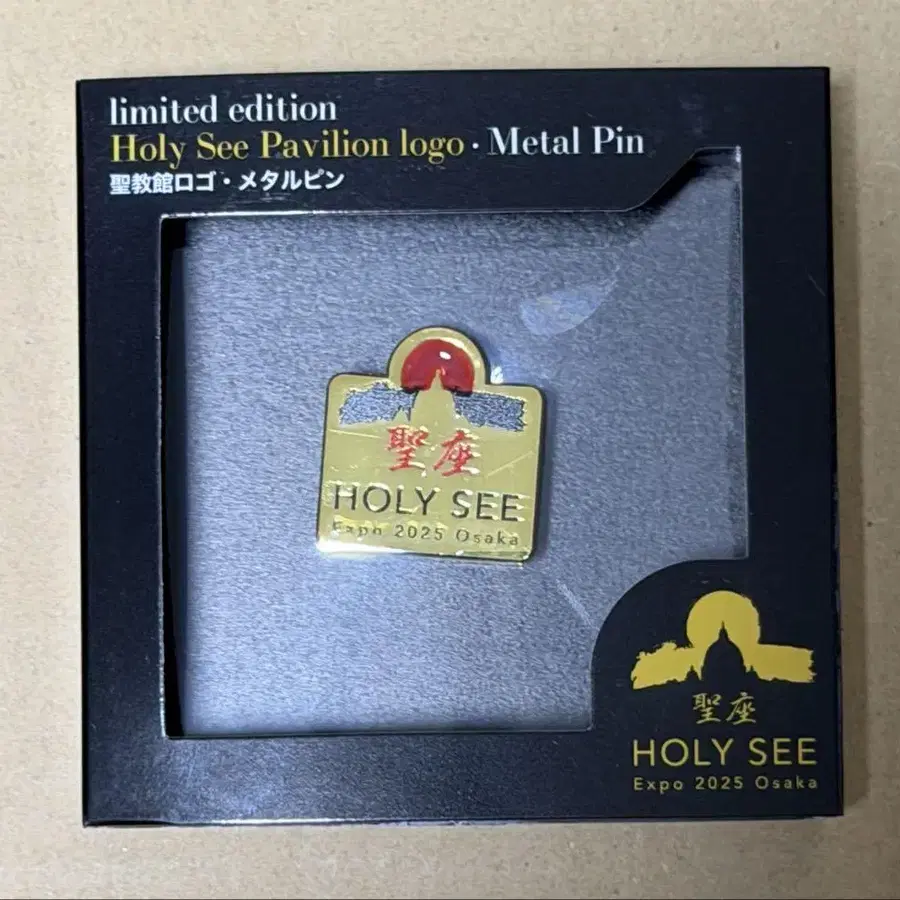 limited edition
Holy See Pavilion logo · Metal Pin
聖教館ロゴ・メタルピン
聖座
HOLY SEE
Expo 2025 Osaka
聖座
HOLY SEE
Expo 2025 Osaka